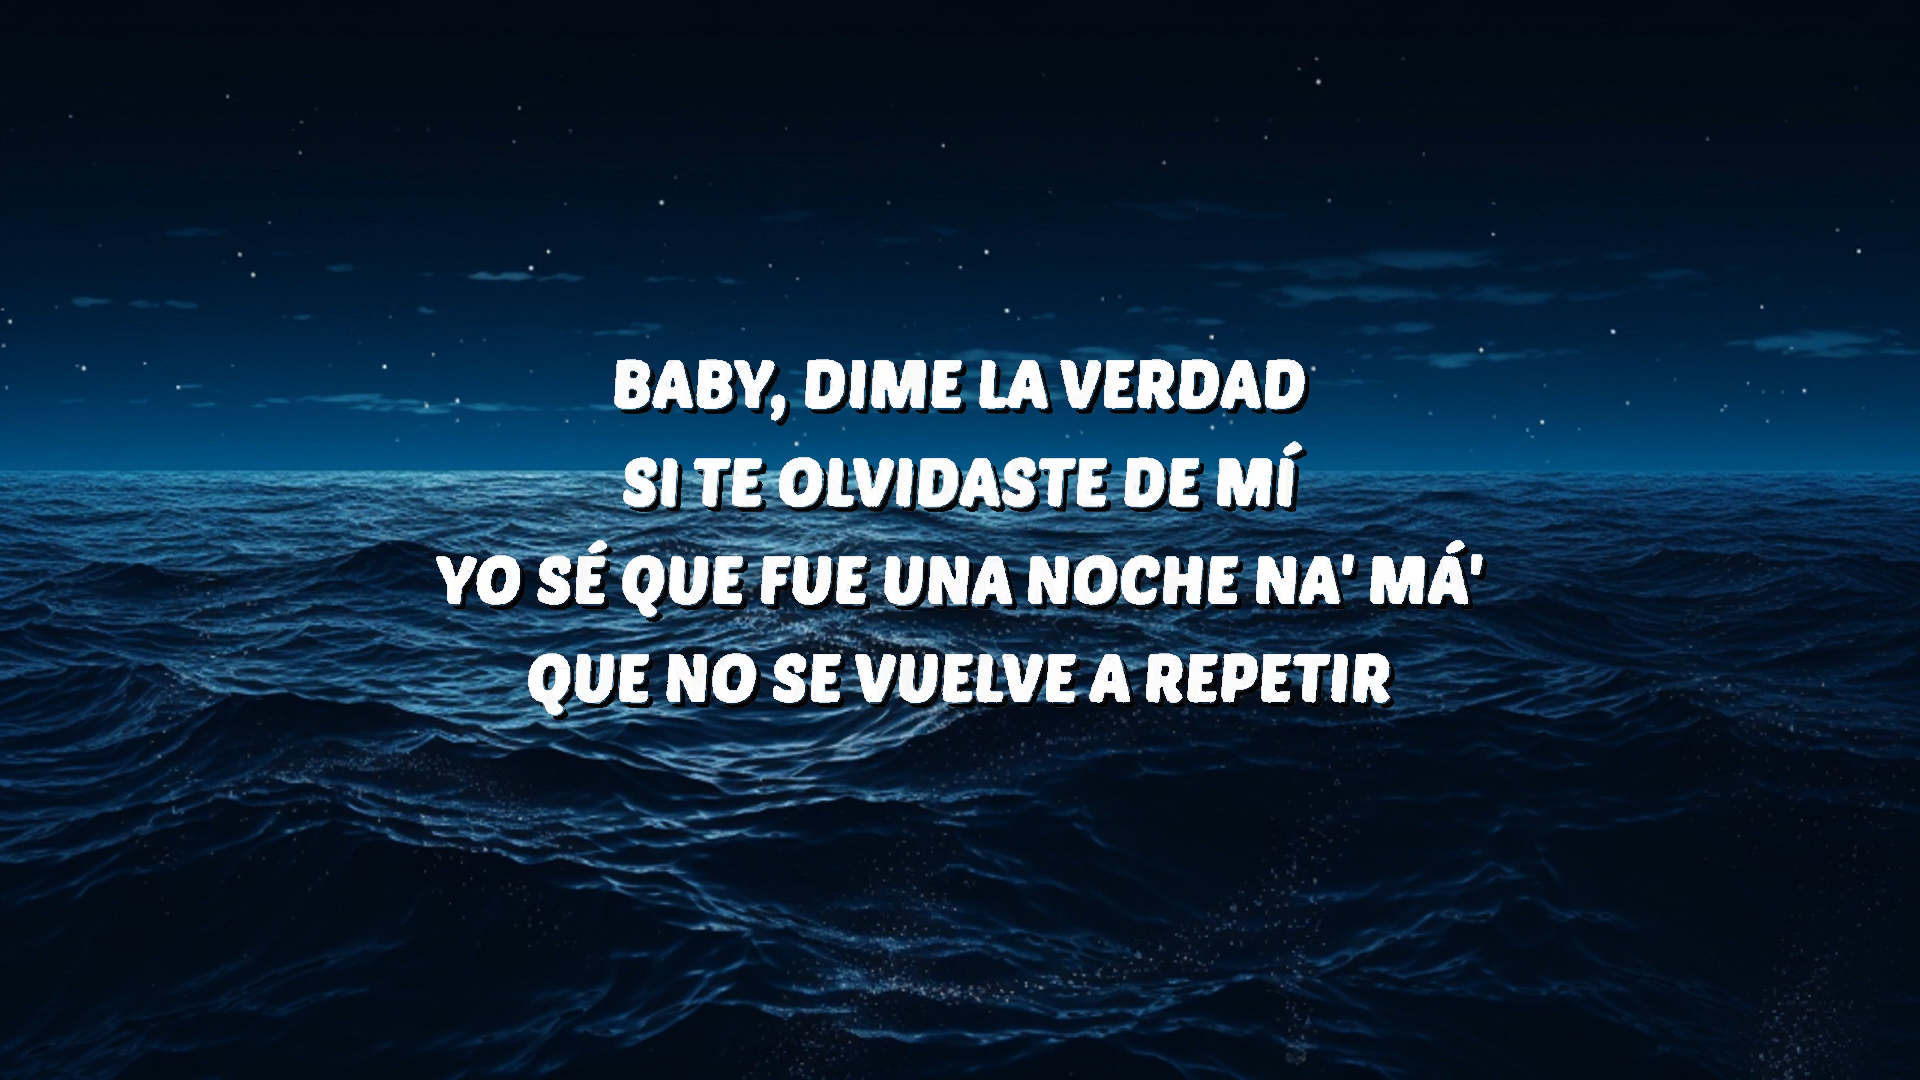 BABY, DIME LA VERDAD
SI TE OLVIDASTE DE MÍ
YO SÉ QUE FUE UNA NOCHE NA' MÁ'
QUE NO SE VUELVE A REPETIR